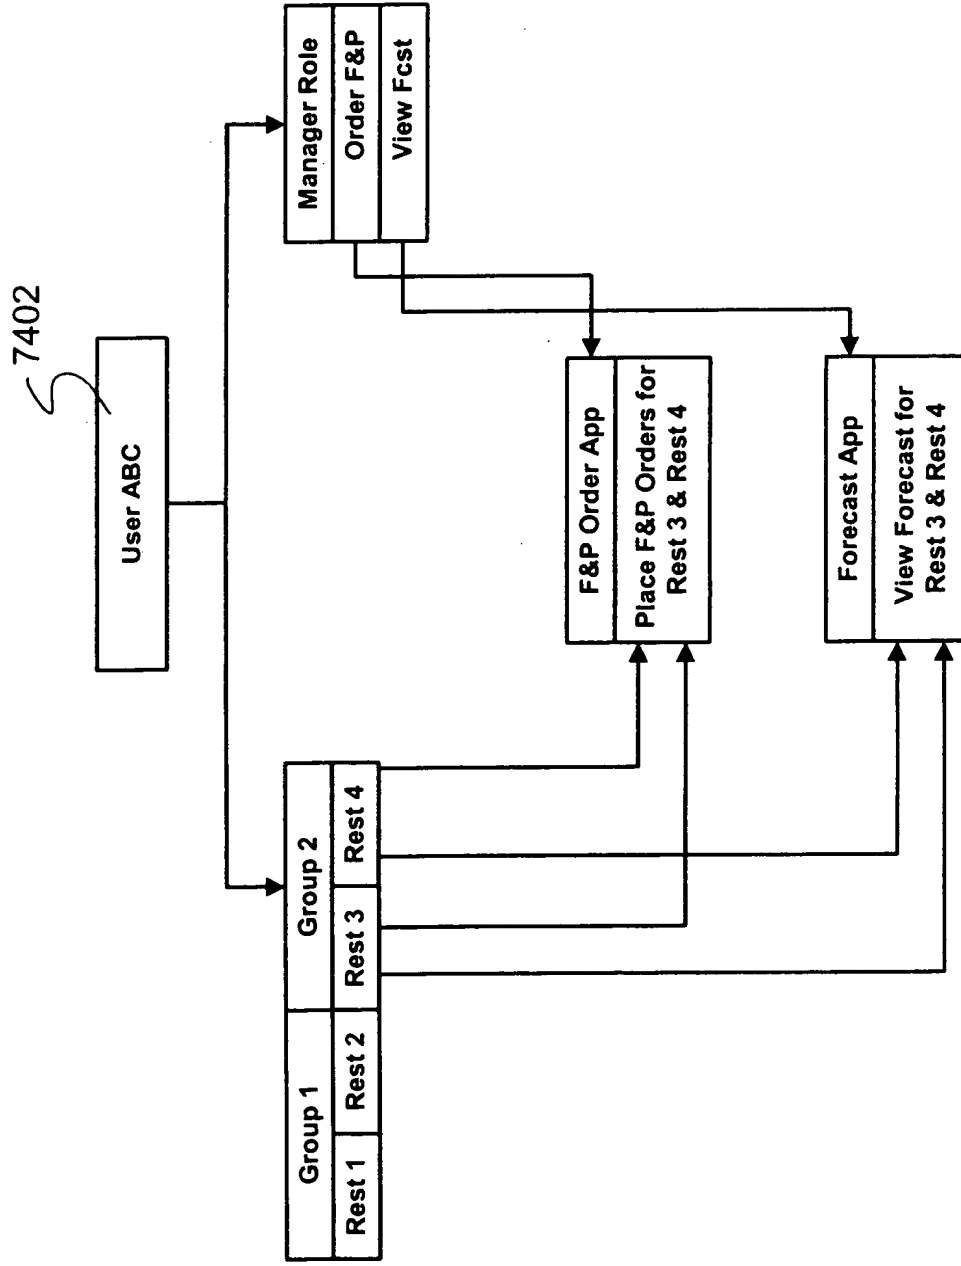 7402
User ABC
Group 1
Group 2
Rest 1
Rest 2
Rest 3
Rest 4
Manager Role
Order F&P
View Fcst
F&P Order App
Place F&P Orders for
Rest 3 & Rest 4
Forecast App
View Forecast for
Rest 3 & Rest 4